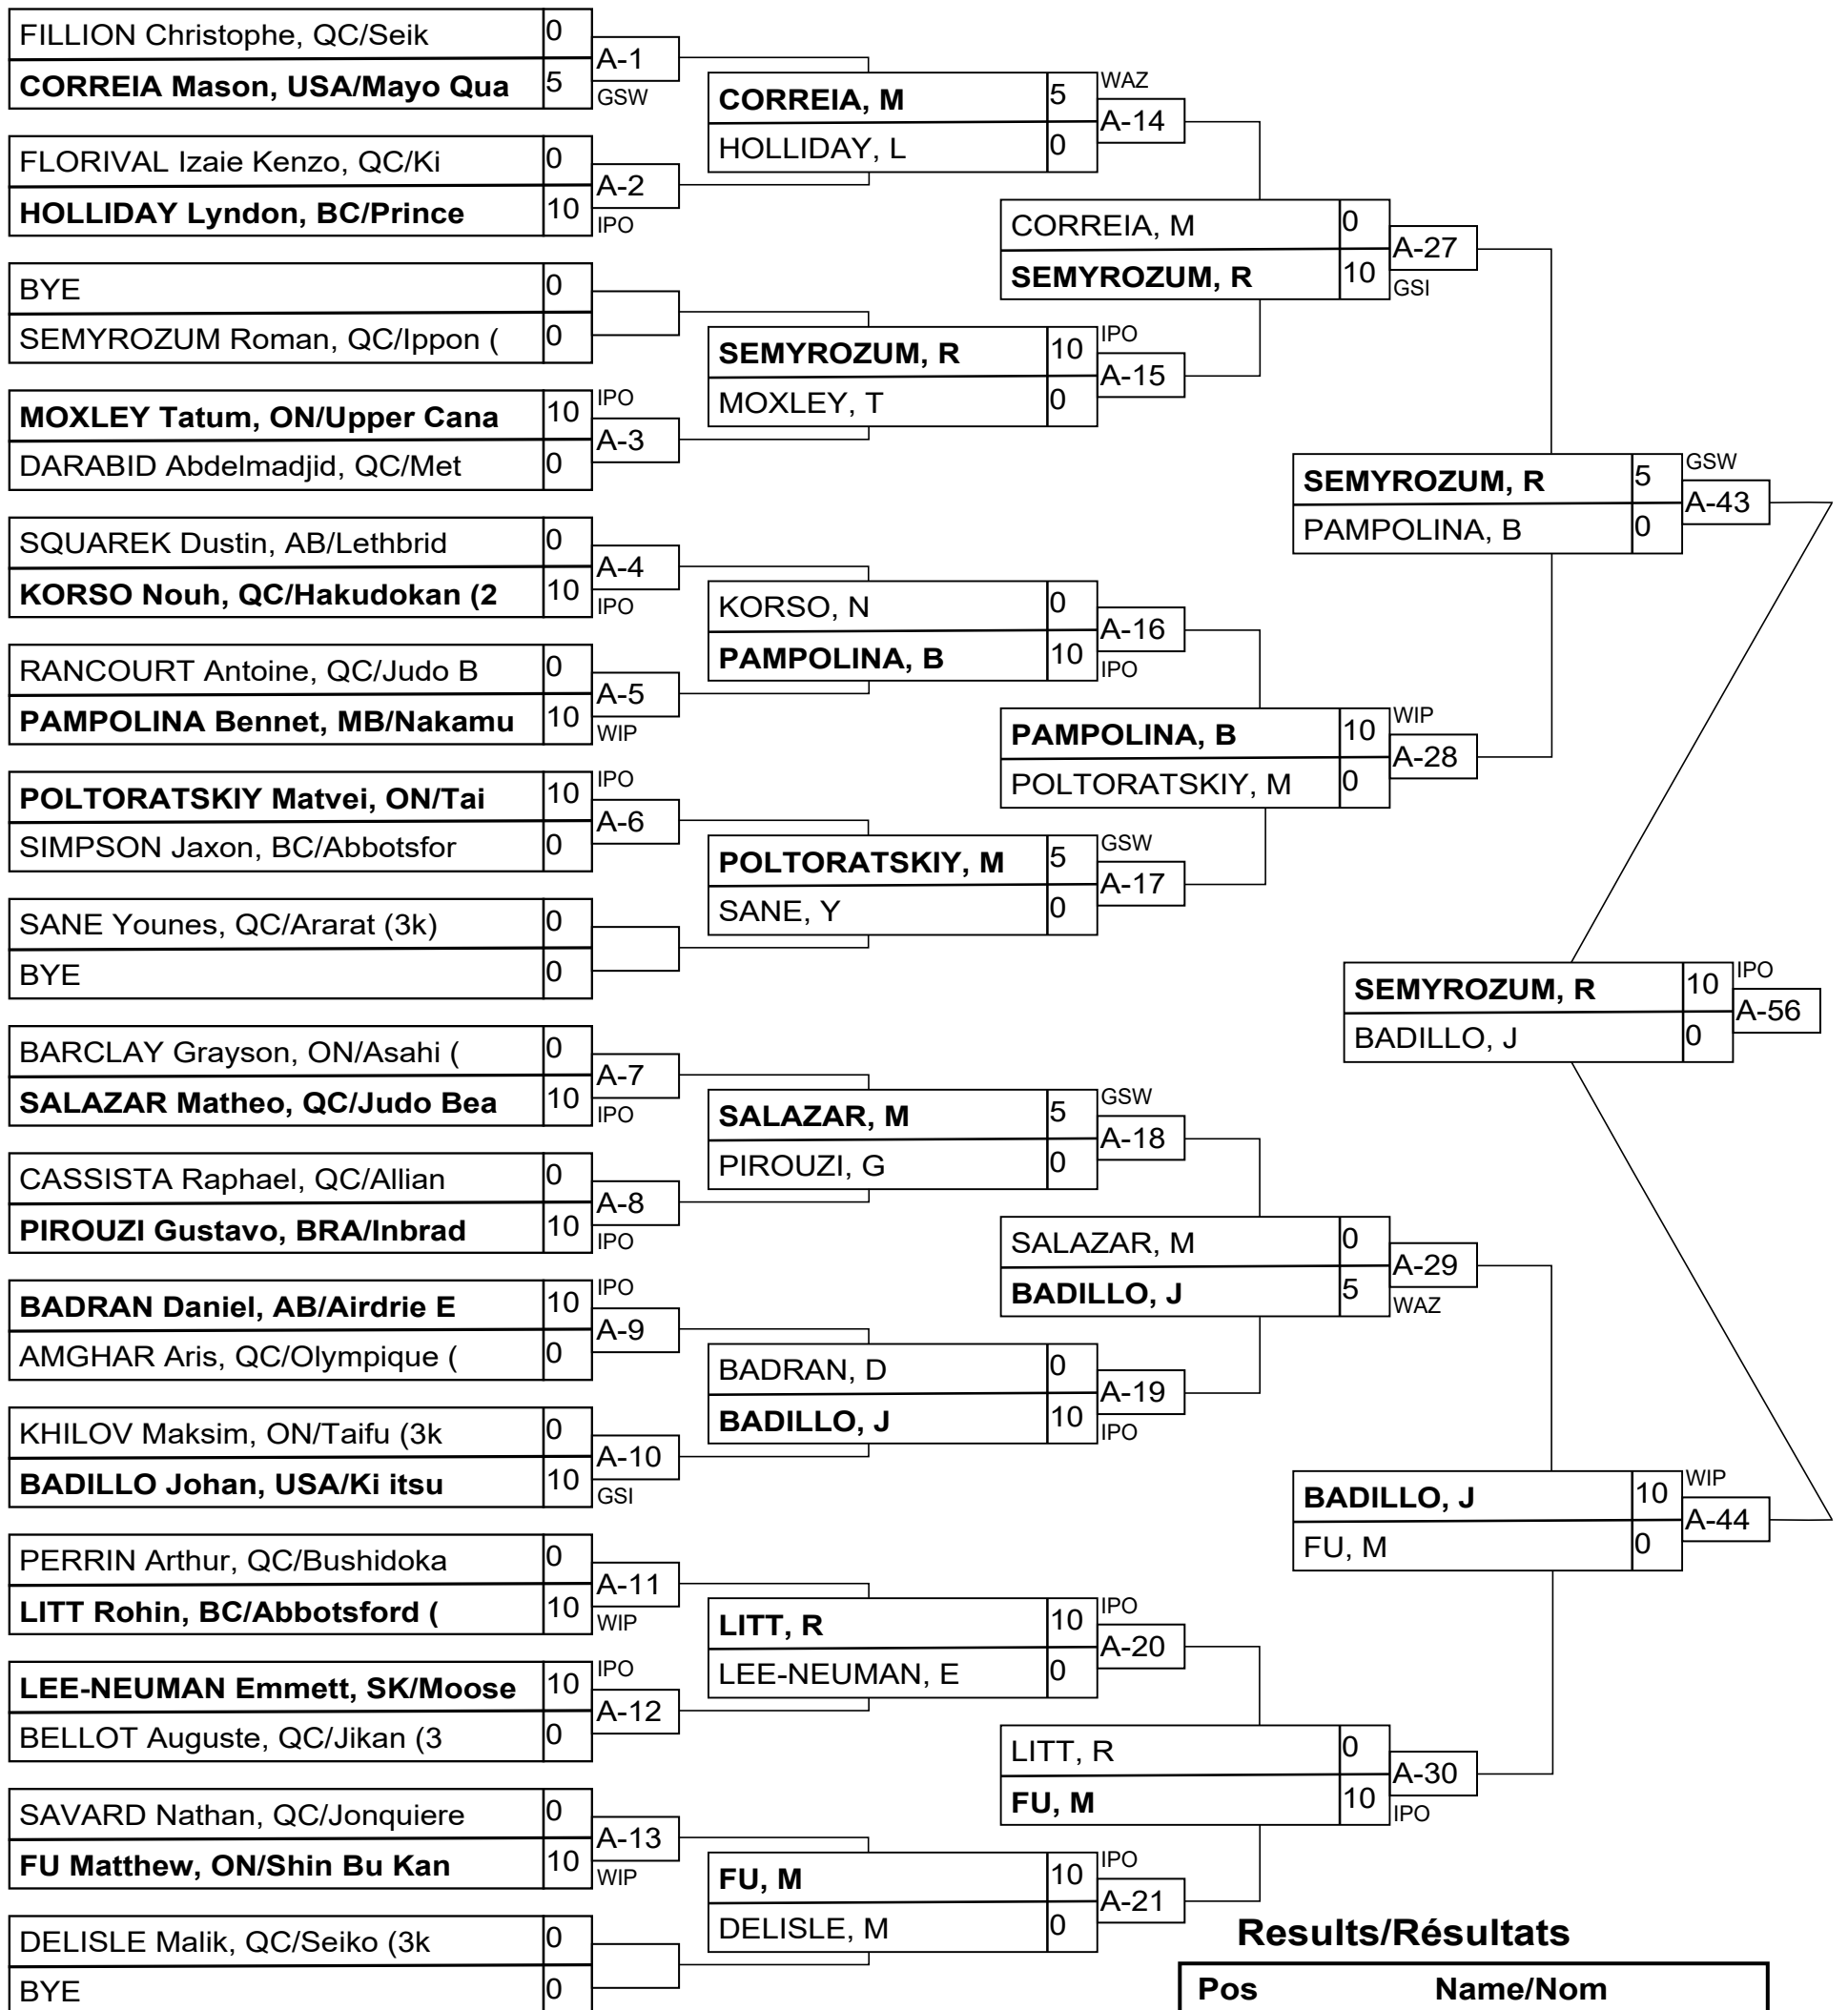 FILLION Christophe, QC/Seik 0
A-1
CORREIA Mason, USA/Mayo Qua 5
GSW
FLORIVAL Izaie Kenzo, QC/Ki 0
A-2
HOLLIDAY Lyndon, BC/Prince 10
IPO
BYE 0
SEMYROZUM Roman, QC/Ippon ( 0
MOXLEY Tatum, ON/Upper Cana 10
IPO
A-3
DARABID Abdelmadjid, QC/Met 0
SQUAREK Dustin, AB/Lethbrid 0
A-4
KORSO Nouh, QC/Hakudokan (2 10
IPO
RANCOURT Antoine, QC/Judo B 0
A-5
PAMPOLINA Bennet, MB/Nakamu 10
WIP
POLTORATSKIY Matvei, ON/Tai 10
IPO
A-6
SIMPSON Jaxon, BC/Abbotsfor 0
SANE Younes, QC/Ararat (3k) 0
BYE 0
BARCLAY Grayson, ON/Asahi ( 0
A-7
SALAZAR Matheo, QC/Judo Bea 10
IPO
CASSISTA Raphael, QC/Allian 0
A-8
PIROUZI Gustavo, BRA/Inbrad 10
IPO
BADRAN Daniel, AB/Airdrie E 10
IPO
A-9
AMGHAR Aris, QC/Olympique ( 0
KHILOV Maksim, ON/Taifu (3k 0
A-10
BADILLO Johan, USA/Ki itsu 10
GSI
PERRIN Arthur, QC/Bushidoka 0
A-11
LITT Rohin, BC/Abbotsford ( 10
WIP
LEE-NEUMAN Emmett, SK/Moose 10
IPO
A-12
BELLOT Auguste, QC/Jikan (3 0
SAVARD Nathan, QC/Jonquiere 0
A-13
FU Matthew, ON/Shin Bu Kan 10
WIP
DELISLE Malik, QC/Seiko (3k 0
BYE 0
CORREIA, M 5
WAZ
A-14
HOLLIDAY, L 0
SEMYROZUM, R 10
IPO
A-15
MOXLEY, T 0
KORSO, N 0
A-16
PAMPOLINA, B 10
IPO
POLTORATSKIY, M 5
GSW
A-17
SANE, Y 0
SALAZAR, M 5
GSW
A-18
PIROUZI, G 0
BADRAN, D 0
A-19
BADILLO, J 10
IPO
LITT, R 10
IPO
A-20
LEE-NEUMAN, E 0
FU, M 10
IPO
A-21
DELISLE, M 0
CORREIA, M 0
A-27
SEMYROZUM, R 10
GSI
PAMPOLINA, B 10
WIP
A-28
POLTORATSKIY, M 0
SALAZAR, M 0
A-29
BADILLO, J 5
WAZ
LITT, R 0
A-30
FU, M 10
IPO
SEMYROZUM, R 5
GSW
A-43
PAMPOLINA, B 0
BADILLO, J 10
WIP
A-44
FU, M 0
SEMYROZUM, R 10
IPO
A-56
BADILLO, J 0
Results/Résultats
Pos Name/Nom